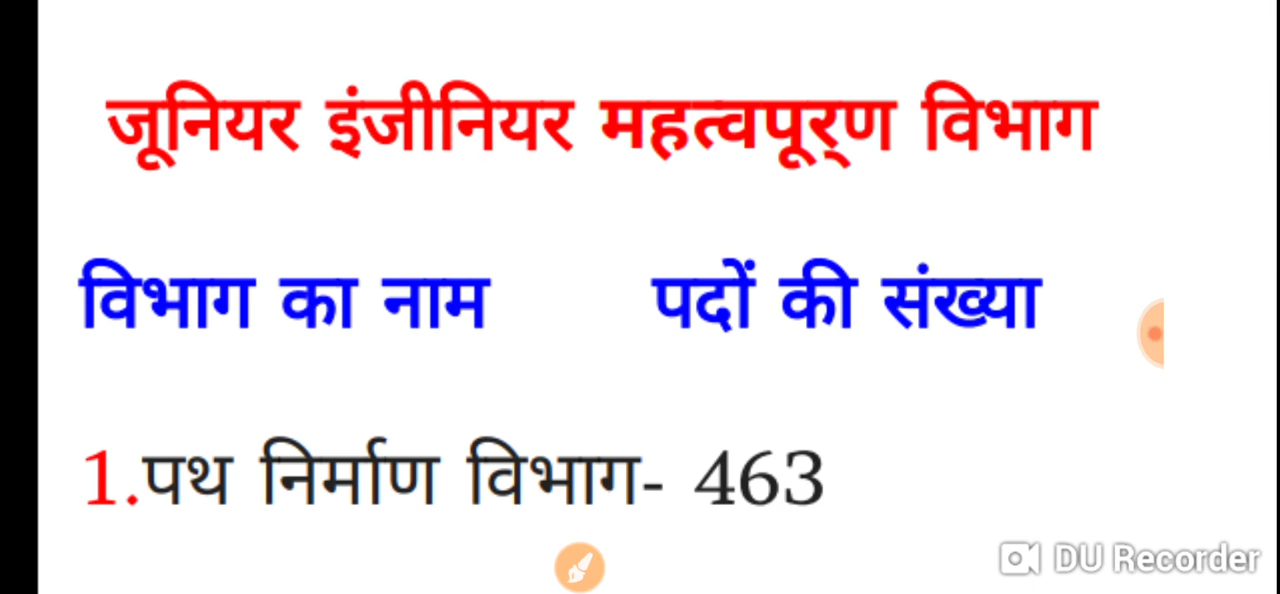 जूनियर इंजीनियर महत्वपूर्‌ण विभाग
विभाग का नाम पदों की संख्या
1.पथ निर्माण विभाग- 463
DU Recorder